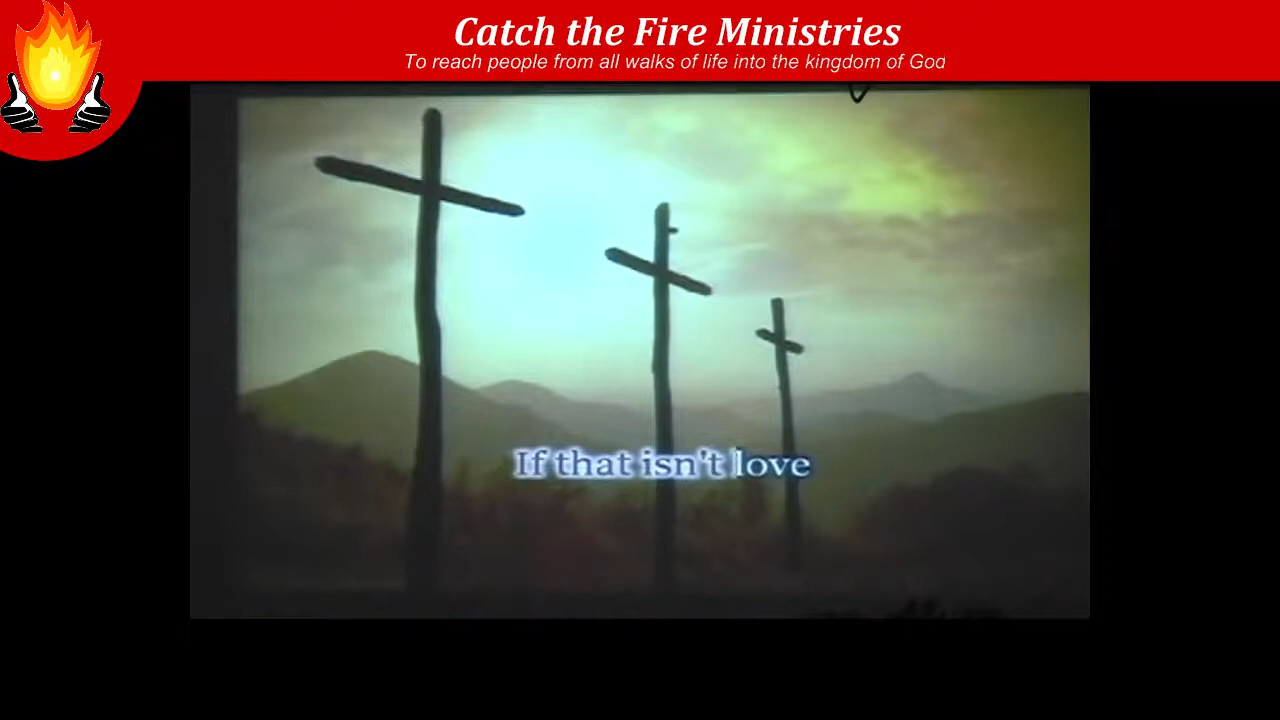 Catch the Fire Ministries
To reach people from all walks of life into the kingdom of God
If that isn't love